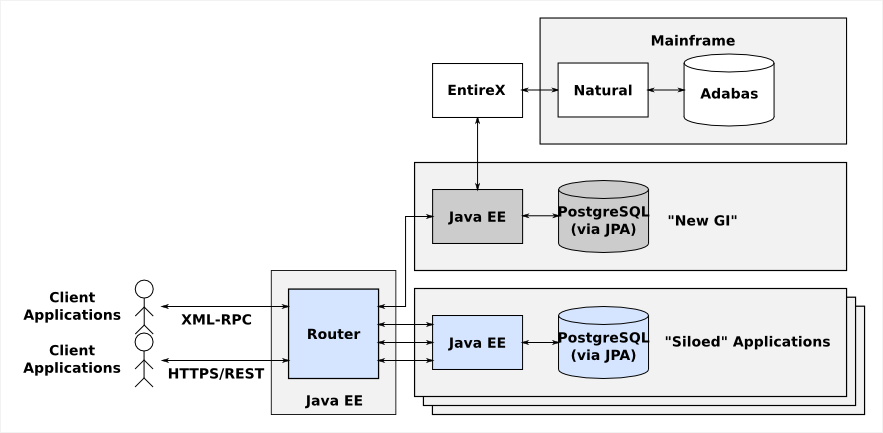 Mainframe
EntireX
Natural
Adabas
Java EE
PostgreSQL
(via JPA)
"New GI"
Client
Applications
XML-RPC
Client
Applications
HTTPS/REST
Router
Java EE
Java EE
PostgreSQL
(via JPA)
"Siloed" Applications